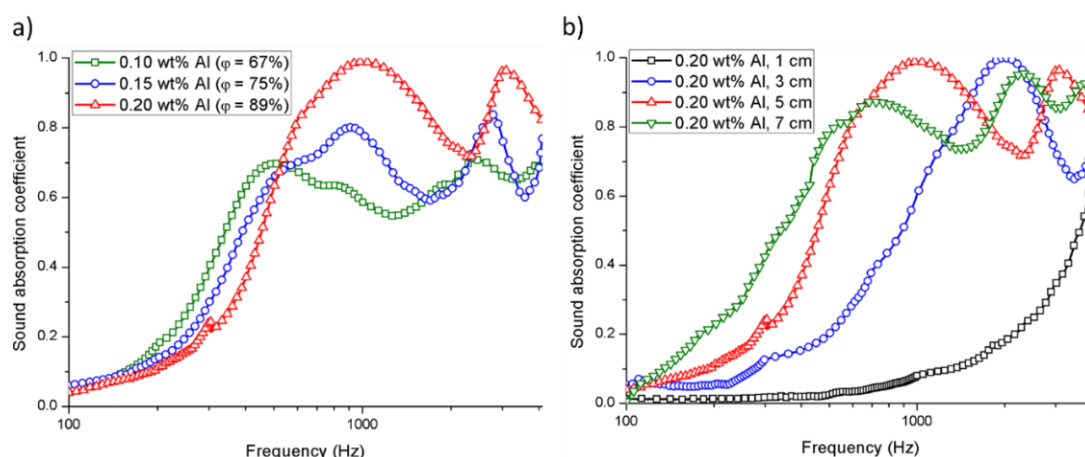 a)
0.10 wt% Al (φ = 67%)
0.15 wt% Al (φ = 75%)
0.20 wt% Al (φ = 89%)
Sound absorption coefficient
1.0
0.8
0.6
0.4
0.2
0.0
100
1000
Frequency (Hz)
b)
0.20 wt% Al, 1 cm
0.20 wt% Al, 3 cm
0.20 wt% Al, 5 cm
0.20 wt% Al, 7 cm
Sound absorption coefficient
1.0
0.8
0.6
0.4
0.2
0.0
100
1000
Frequency (Hz)